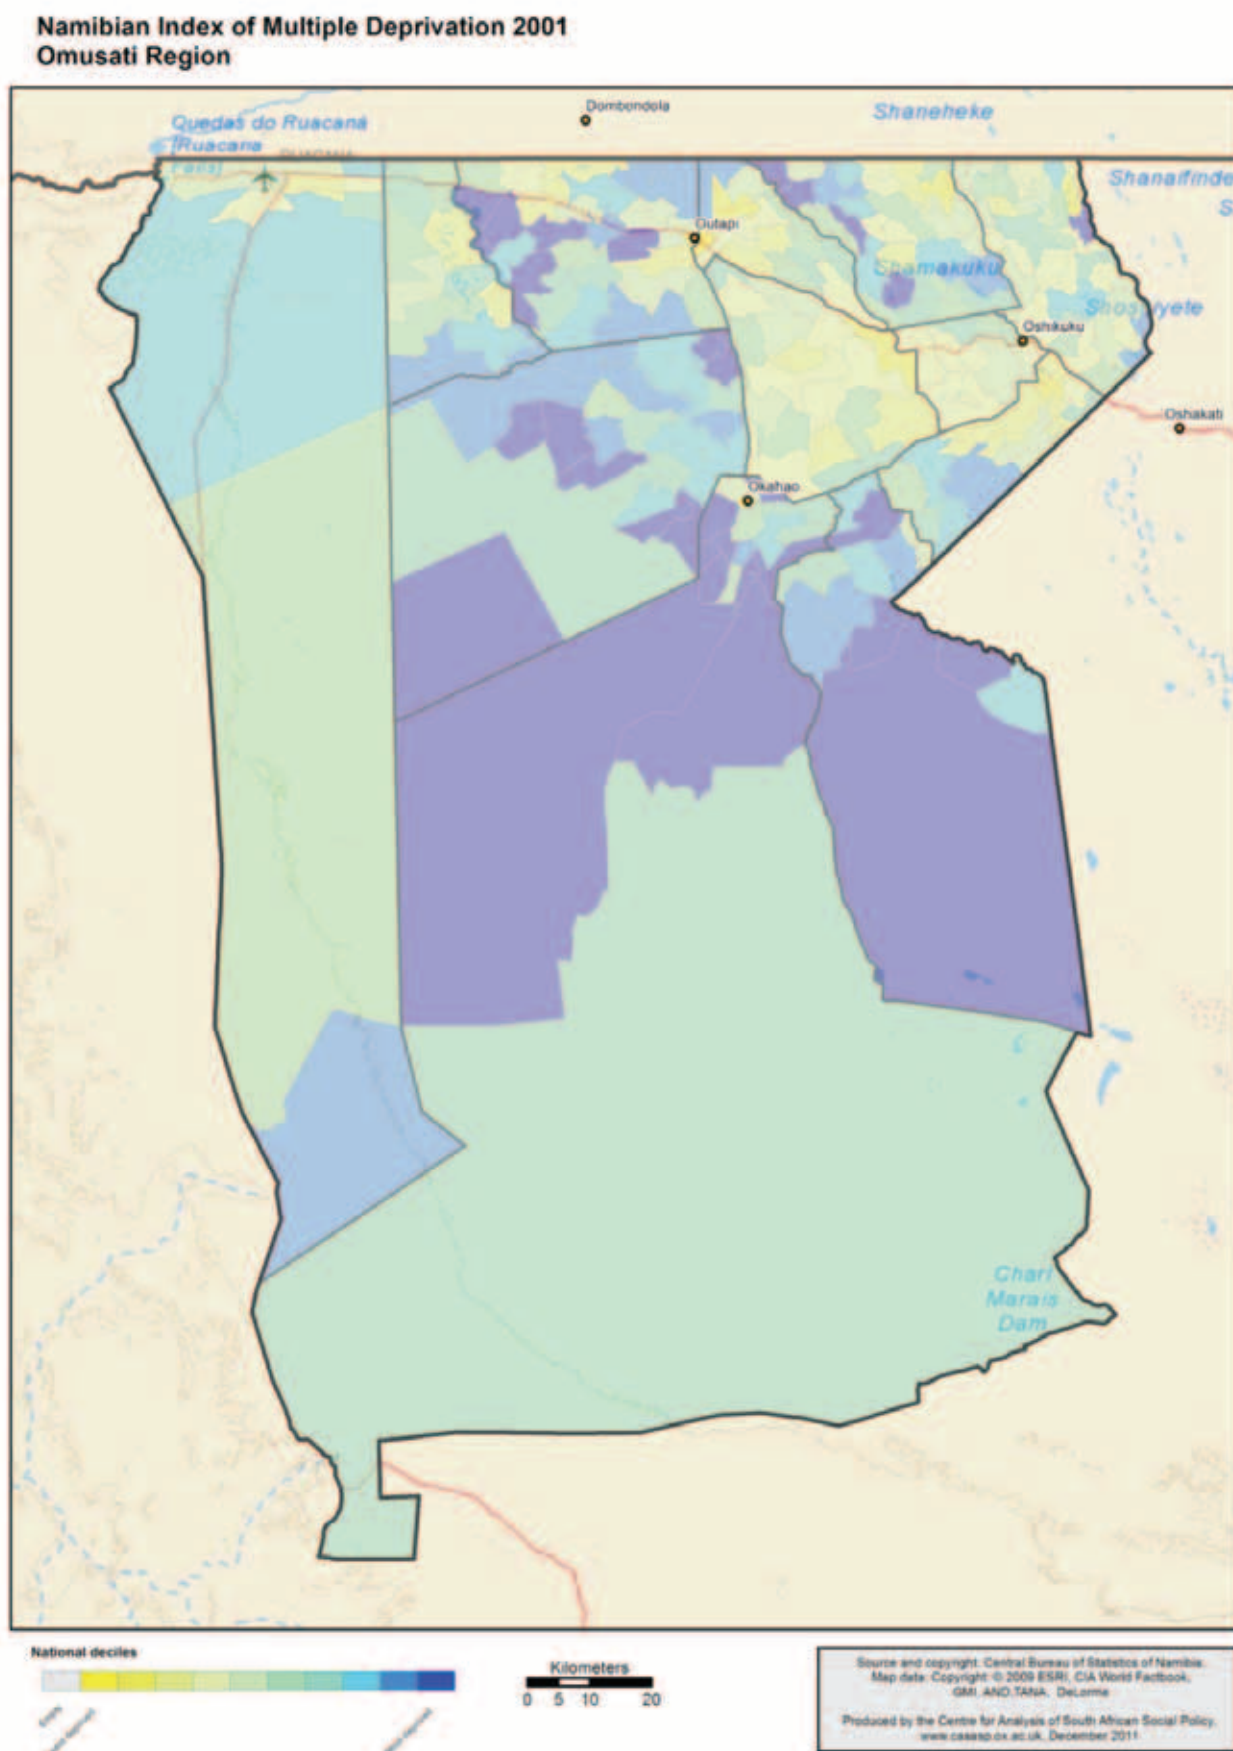 Namibian Index of Multiple Deprivation 2001
Omusati Region
Dombondola
Shaneheke
Quedas do Ruacaná
[Ruacana
Falls]
Shanaifinde
S
Outapi
Shamakuku
Oshikuku
Oshakati
Okahao
Chari
Marais
Dam
National deciles
Kilometers
0 5 10 20
Source and copyright: Central Bureau of Statistics of Namibia.
Map data: Copyright: © 2009 ESRI, CIA World Factbook,
GMI, AND,TANA, DeLorme
Produced by the Centre for Analysis of South African Social Policy.
www.casasp.ox.ac.uk, December 2011